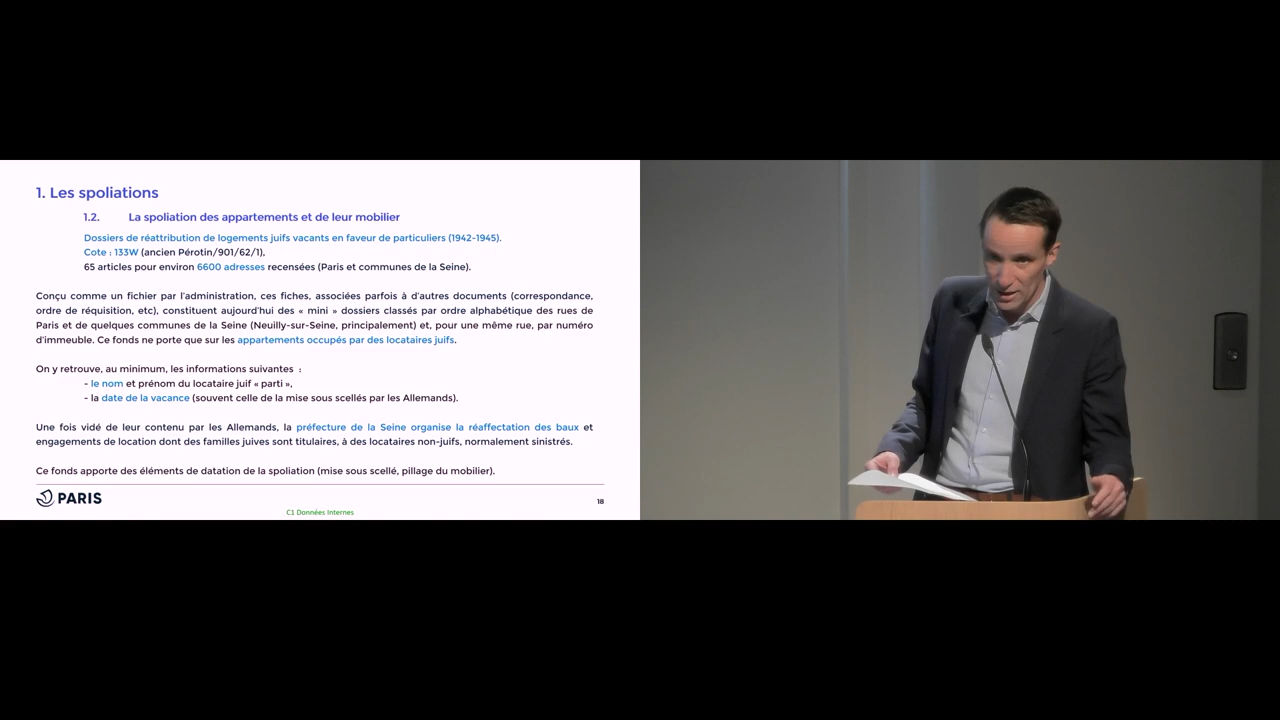 1. Les spoliations
1.2. La spoliation des appartements et de leur mobilier
Dossiers de réattribution de logements juifs vacants en faveur de particuliers (1942-1945).
Cote : 133W (ancien Pérotin/901/62/1),
65 articles pour environ 6600 adresses recensées (Paris et communes de la Seine).
Conçu comme un fichier par l'administration, ces fiches, associées parfois à d'autres documents (correspondance,
ordre de réquisition, etc), constituent aujourd'hui des « mini » dossiers classés par ordre alphabétique des rues de
Paris et de quelques communes de la Seine (Neuilly-sur-Seine, principalement) et, pour une même rue, par numéro
d'immeuble. Ce fonds ne porte que sur les appartements occupés par des locataires juifs.
On y retrouve, au minimum, les informations suivantes :
- le nom et prénom du locataire juif « parti »,
- la date de la vacance (souvent celle de la mise sous scellés par les Allemands).
Une fois vidé de leur contenu par les Allemands, la préfecture de la Seine organise la réaffectation des baux et
engagements de location dont des familles juives sont titulaires, à des locataires non-juifs, normalement sinistrés.
Ce fonds apporte des éléments de datation de la spoliation (mise sous scellé, pillage du mobilier).
PARIS
18
C1 Données Internes